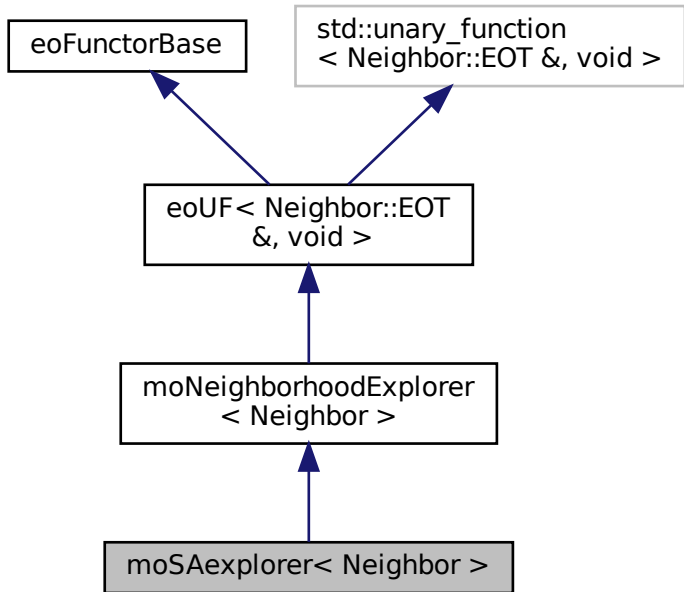 eoFunctorBase
std::unary_function
< Neighbor::EOT &, void >
eoUF< Neighbor::EOT
&, void >
moNeighborhoodExplorer
< Neighbor >
moSAexplorer< Neighbor >